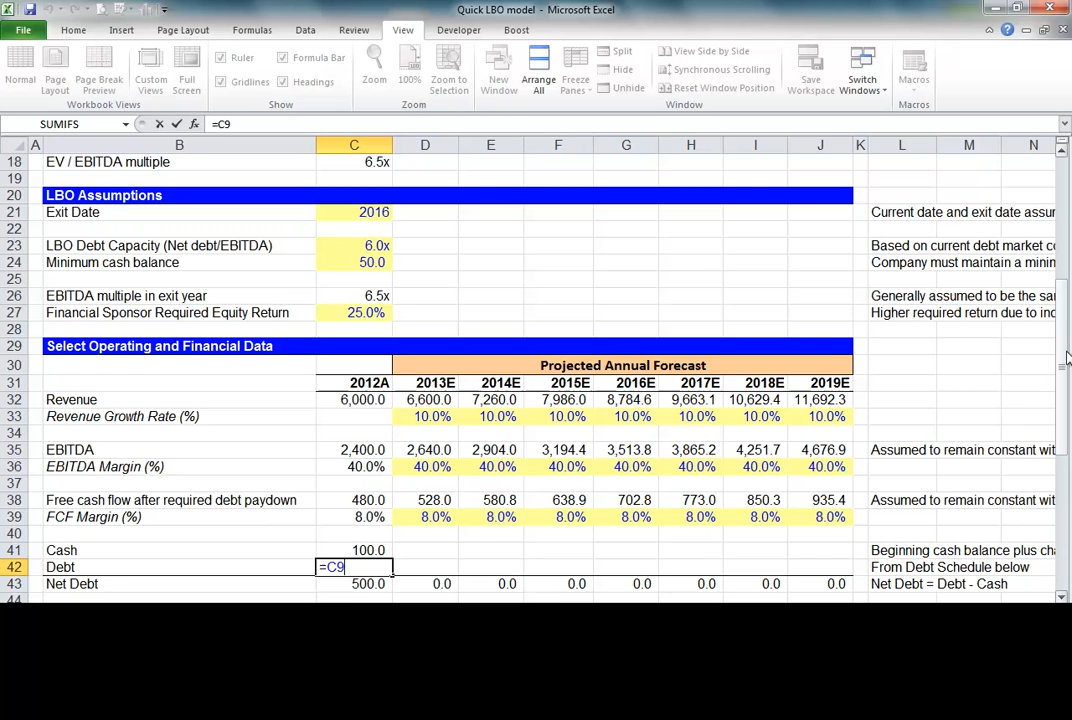 Quick LBO model - Microsoft Excel
File Home Insert Page Layout Formulas Data Review View Developer Boost
Normal Page Layout Page Break Preview Custom Views Full Screen Ruler Formula Bar Gridlines Headings Zoom 100% Zoom to Selection New Window Arrange All Freeze Panes Split Hide Unhide View Side by Side Synchronous Scrolling Reset Window Position Save Workspace Switch Windows Macros
Workbook Views Show Zoom Window Macros
SUMIFS fx =C9
A B C D E F G H I J K L M N
18 EV / EBITDA multiple 6.5x
19
20 LBO Assumptions
21 Exit Date 2016 Current date and exit date assur
22
23 LBO Debt Capacity (Net debt/EBITDA) 6.0x Based on current debt market co
24 Minimum cash balance 50.0 Company must maintain a minim
25
26 EBITDA multiple in exit year 6.5x Generally assumed to be the sar
27 Financial Sponsor Required Equity Return 25.0% Higher required return due to inc
28
29 Select Operating and Financial Data
30 Projected Annual Forecast
31 2012A 2013E 2014E 2015E 2016E 2017E 2018E 2019E
32 Revenue 6,000.0 6,600.0 7,260.0 7,986.0 8,784.6 9,663.1 10,629.4 11,692.3
33 Revenue Growth Rate (%) 10.0% 10.0% 10.0% 10.0% 10.0% 10.0% 10.0%
34
35 EBITDA 2,400.0 2,640.0 2,904.0 3,194.4 3,513.8 3,865.2 4,251.7 4,676.9 Assumed to remain constant wit
36 EBITDA Margin (%) 40.0% 40.0% 40.0% 40.0% 40.0% 40.0% 40.0% 40.0%
37
38 Free cash flow after required debt paydown 480.0 528.0 580.8 638.9 702.8 773.0 850.3 935.4 Assumed to remain constant wit
39 FCF Margin (%) 8.0% 8.0% 8.0% 8.0% 8.0% 8.0% 8.0% 8.0%
40
41 Cash 100.0 Beginning cash balance plus cha
42 Debt =C9 From Debt Schedule below
43 Net Debt 500.0 0.0 0.0 0.0 0.0 0.0 0.0 0.0 Net Debt = Debt - Cash
44